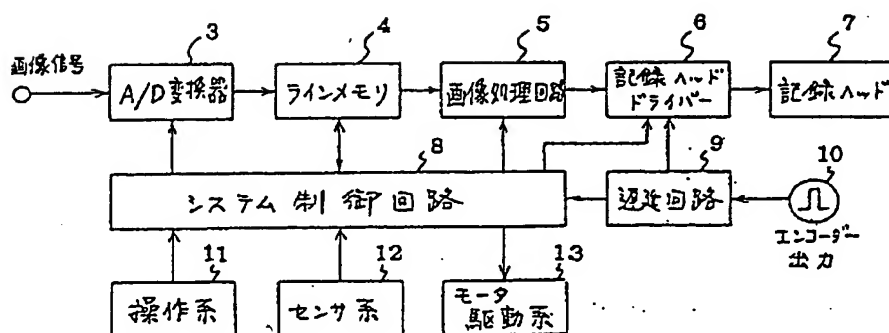 3
4
5
6
7
画像信号
A/D変換器
ラインメモリ
画像処理回路
記録ヘッド
ドライバー
記録ヘッド
8
9
10
システム制御回路
遅延回路
エンコーダー
出力
11
12
13
操作系
センサ系
モータ
駆動系